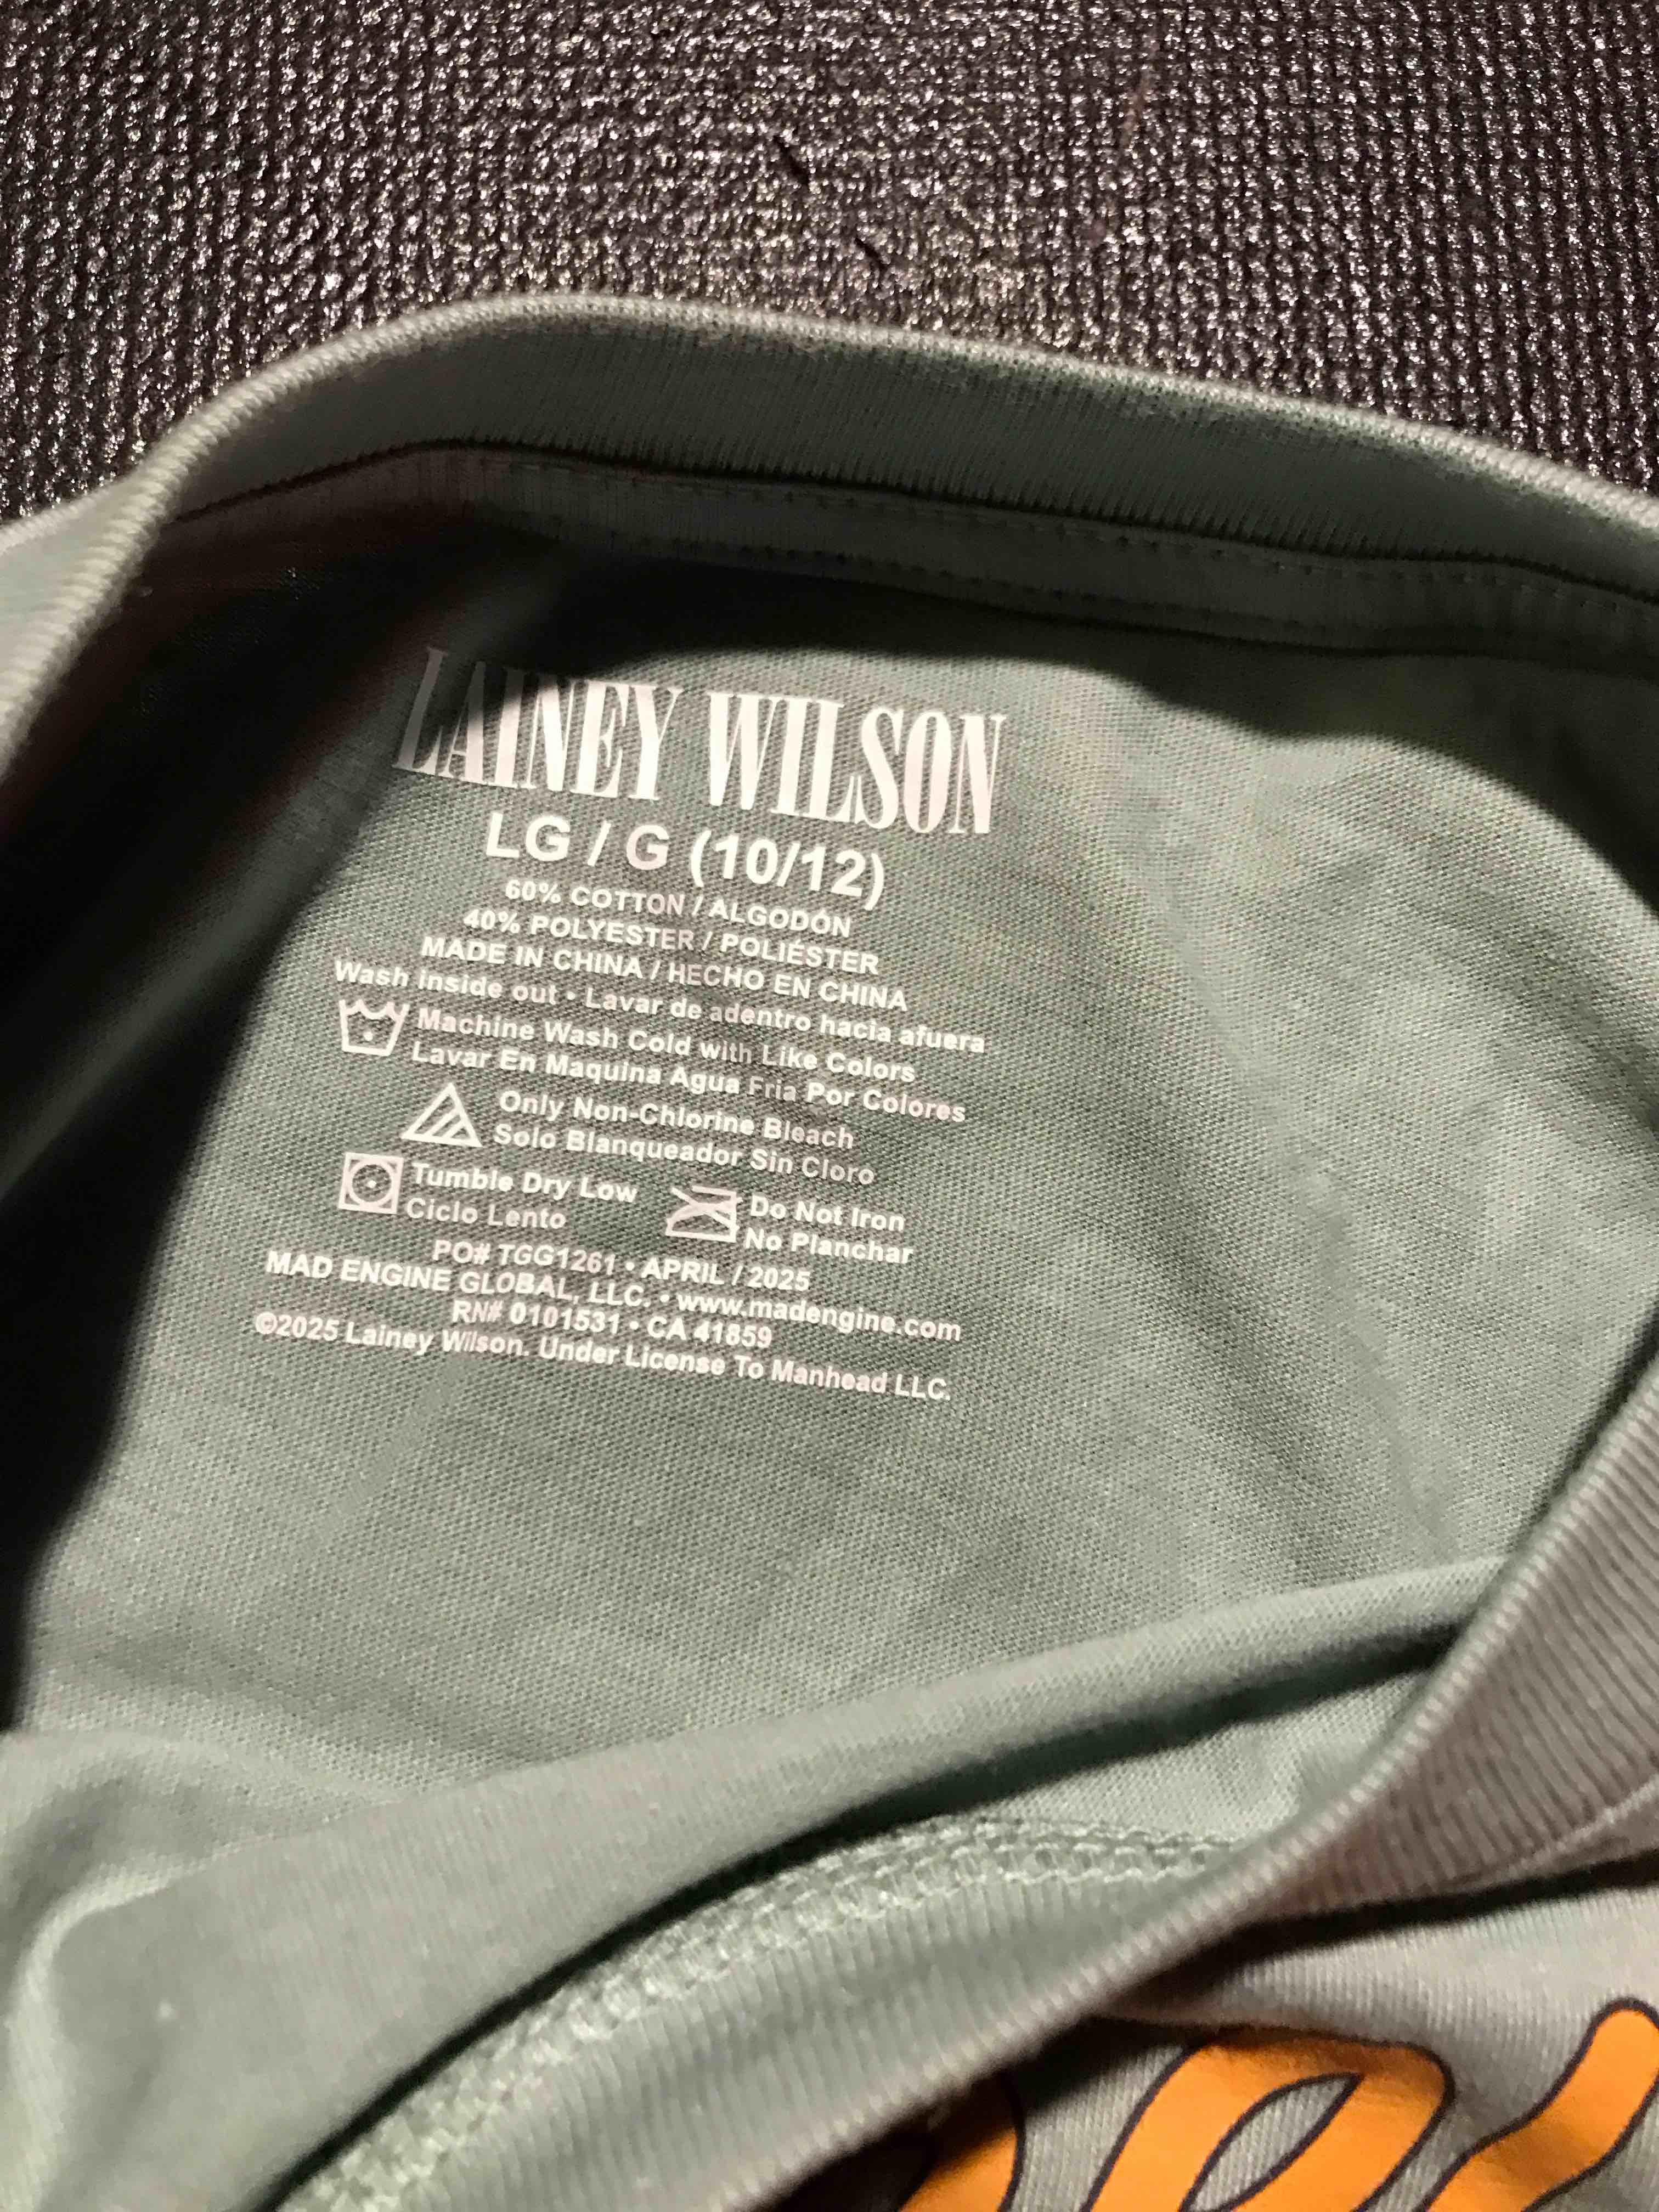 LAINEY WILSON
LG / G (10/12)
60% COTTON / ALGODÓN
40% POLYESTER / POLIÉSTER
MADE IN CHINA / HECHO EN CHINA
Wash inside out • Lavar de adentro hacia afuera
Machine Wash Cold with Like Colors
Lavar En Maquina Agua Fria Por Colores
Only Non-Chlorine Bleach
Solo Blanqueador Sin Cloro
Tumble Dry Low
Ciclo Lento
Do Not Iron
No Planchar
PO# TGG1261 • APRIL / 2025
MAD ENGINE GLOBAL, LLC. • www.madengine.com
RN# 0101531 • CA 41859
©2025 Lainey Wilson. Under License To Manhead LLC.